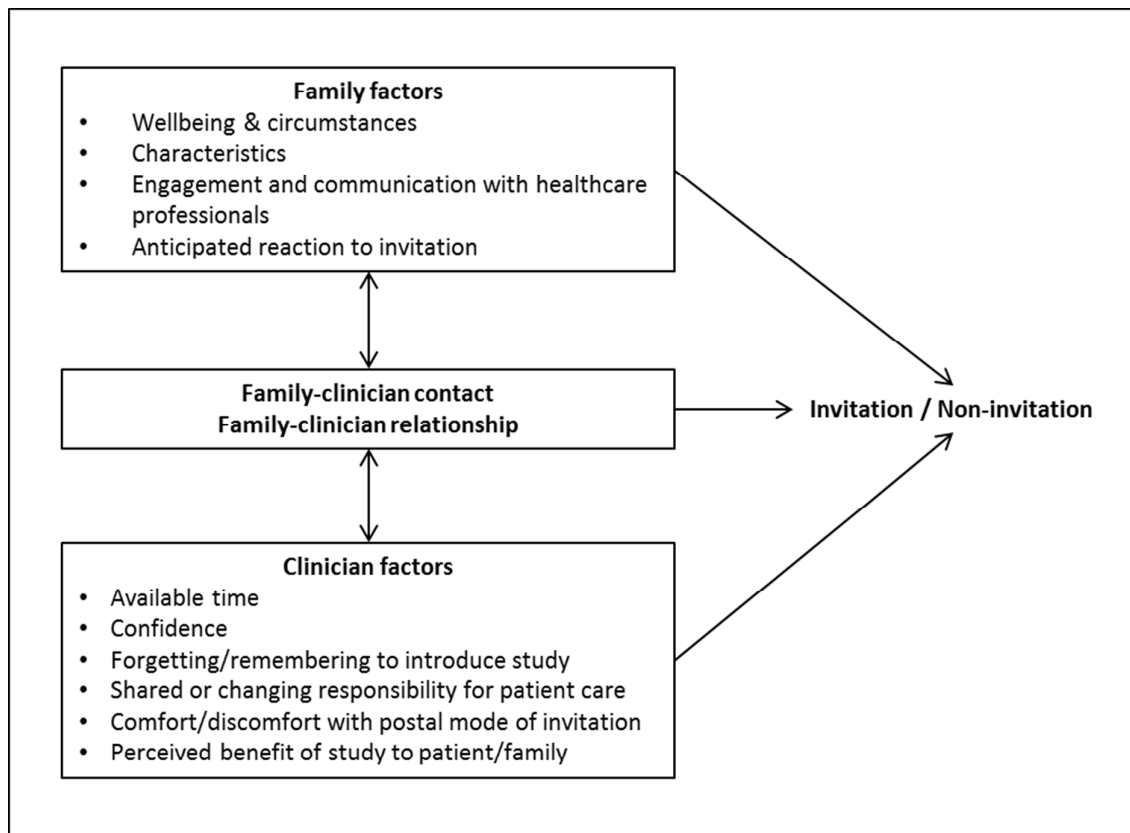 Family factors
• Wellbeing & circumstances
• Characteristics
• Engagement and communication with healthcare
professionals
• Anticipated reaction to invitation
Family-clinician contact
Family-clinician relationship
Invitation / Non-invitation
Clinician factors
• Available time
• Confidence
• Forgetting/remembering to introduce study
• Shared or changing responsibility for patient care
• Comfort/discomfort with postal mode of invitation
• Perceived benefit of study to patient/family